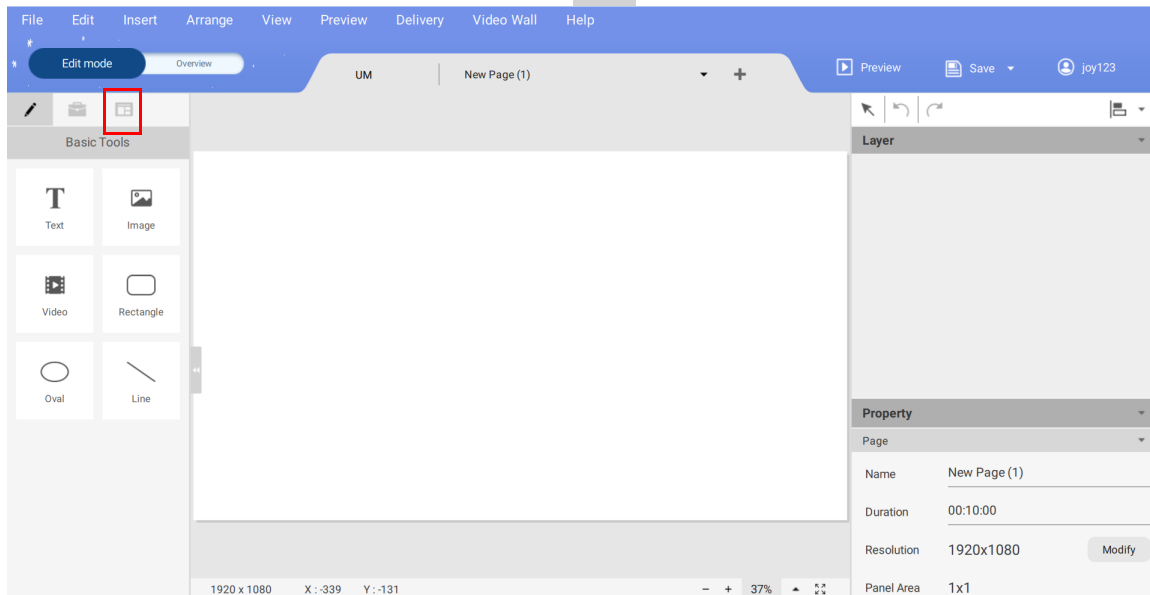 File Edit Insert Arrange View Preview Delivery Video Wall Help
Edit mode Overview UM New Page (1) Preview Save joy123
Basic Tools
Layer
Text Image
Video Rectangle
Oval Line
Property
Page
Name New Page (1)
Duration 00:10:00
Resolution 1920x1080 Modify
Panel Area 1x1
1920 x 1080 X : -339 Y : -131 37%